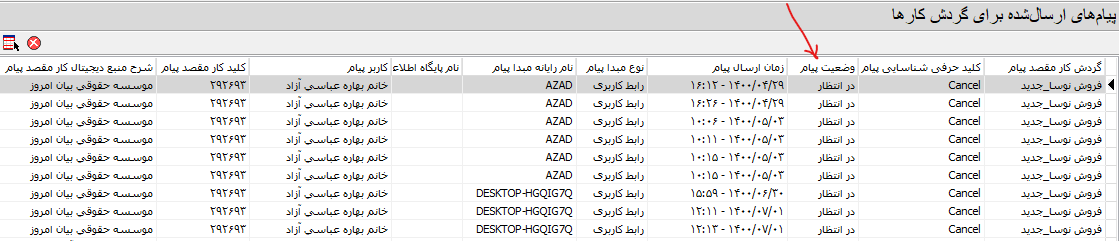 پیام‌های ارسال‌شده برای گردش کارها
گردش کار مقصد پیام کلید حرفی شناسایی پیام وضعیت پیام زمان ارسال پیام نوع مبدا پیام نام رایانه مبدا پیام نام پایگاه اطلاع کاربر پیام کلید کار مقصد پیام شرح منبع دیجیتال کار مقصد پیام
فروش نوسا_جدید Cancel در انتظار ۱۴۰۰/۰۴/۲۹ - ۱۶:۱۲ رابط کاربری AZAD خانم بهاره عباسی آزاد ۲۹۲۶۹۳ موسسه حقوقی بیان امروز
فروش نوسا_جدید Cancel در انتظار ۱۴۰۰/۰۴/۲۹ - ۱۶:۲۶ رابط کاربری AZAD خانم بهاره عباسی آزاد ۲۹۲۶۹۳ موسسه حقوقی بیان امروز
فروش نوسا_جدید Cancel در انتظار ۱۴۰۰/۰۵/۰۳ - ۱۰:۰۶ رابط کاربری AZAD خانم بهاره عباسی آزاد ۲۹۲۶۹۳ موسسه حقوقی بیان امروز
فروش نوسا_جدید Cancel در انتظار ۱۴۰۰/۰۵/۰۳ - ۱۰:۱۱ رابط کاربری AZAD خانم بهاره عباسی آزاد ۲۹۲۶۹۳ موسسه حقوقی بیان امروز
فروش نوسا_جدید Cancel در انتظار ۱۴۰۰/۰۵/۰۳ - ۱۰:۱۵ رابط کاربری AZAD خانم بهاره عباسی آزاد ۲۹۲۶۹۳ موسسه حقوقی بیان امروز
فروش نوسا_جدید Cancel در انتظار ۱۴۰۰/۰۵/۰۳ - ۱۰:۱۵ رابط کاربری AZAD خانم بهاره عباسی آزاد ۲۹۲۶۹۳ موسسه حقوقی بیان امروز
فروش نوسا_جدید Cancel در انتظار ۱۴۰۰/۰۶/۳۰ - ۱۵:۵۹ رابط کاربری DESKTOP-HGQIG7Q خانم بهاره عباسی آزاد ۲۹۲۶۹۳ موسسه حقوقی بیان امروز
فروش نوسا_جدید Cancel در انتظار ۱۴۰۰/۰۷/۰۱ - ۱۲:۱۱ رابط کاربری DESKTOP-HGQIG7Q خانم بهاره عباسی آزاد ۲۹۲۶۹۳ موسسه حقوقی بیان امروز
فروش نوسا_جدید Cancel در انتظار ۱۴۰۰/۰۷/۰۱ - ۱۲:۱۳ رابط کاربری DESKTOP-HGQIG7Q خانم بهاره عباسی آزاد ۲۹۲۶۹۳ موسسه حقوقی بیان امروز